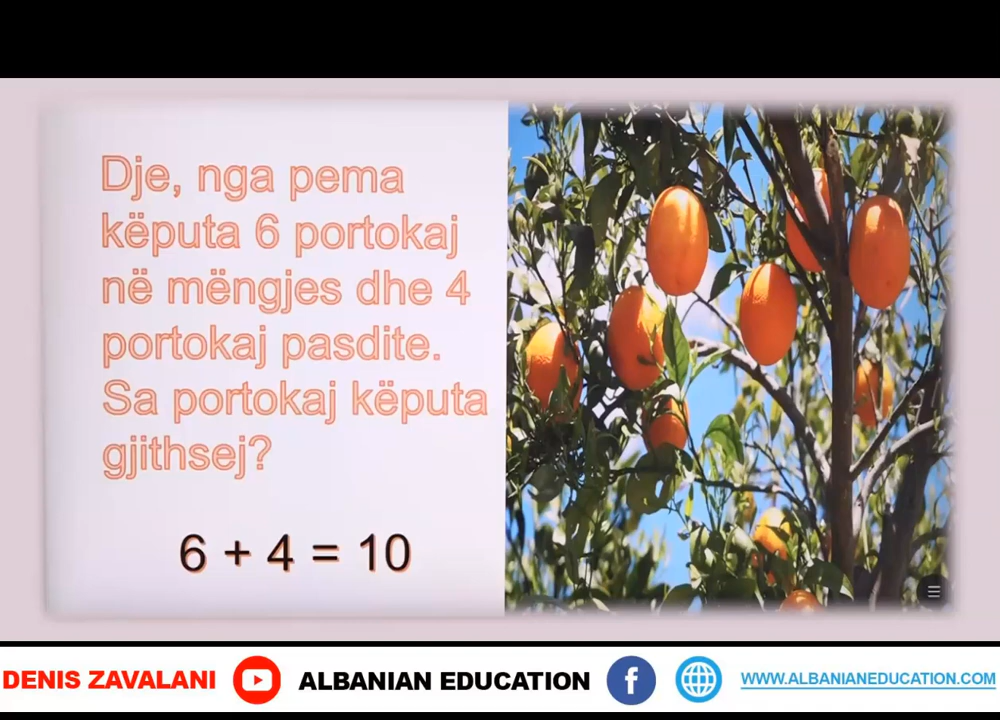 Dje, nga pema
këputa 6 portokaj
në mëngjes dhe 4
portokaj pasdite.
Sa portokaj këputa
gjithsej?
6 + 4 = 10
DENIS ZAVALANI ALBANIAN EDUCATION WWW.ALBANIANEDUCATION.COM